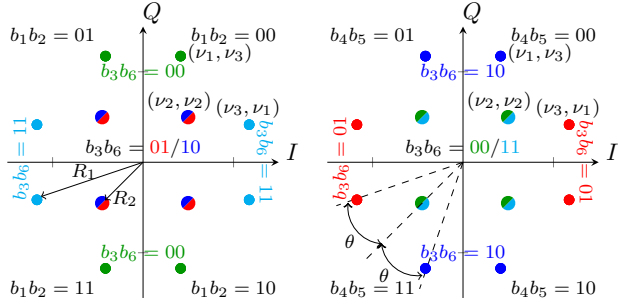 Q
b₁b₂ = 01
b₁b₂ = 00
(ν₁, ν₃)
b₃b₆ = 00
(ν₂, ν₂)
(ν₃, ν₁)
b₃b₆ = 11
b₃b₆ = 01/10
b₃b₆ = 11
I
R₁
R₂
b₃b₆ = 00
b₁b₂ = 11
b₁b₂ = 10
Q
b₄b₅ = 01
b₄b₅ = 00
(ν₁, ν₃)
b₃b₆ = 10
(ν₂, ν₂)
(ν₃, ν₁)
b₃b₆ = 01
b₃b₆ = 00/11
b₃b₆ = 01
I
θ
θ
b₃b₆ = 10
b₄b₅ = 11
b₄b₅ = 10